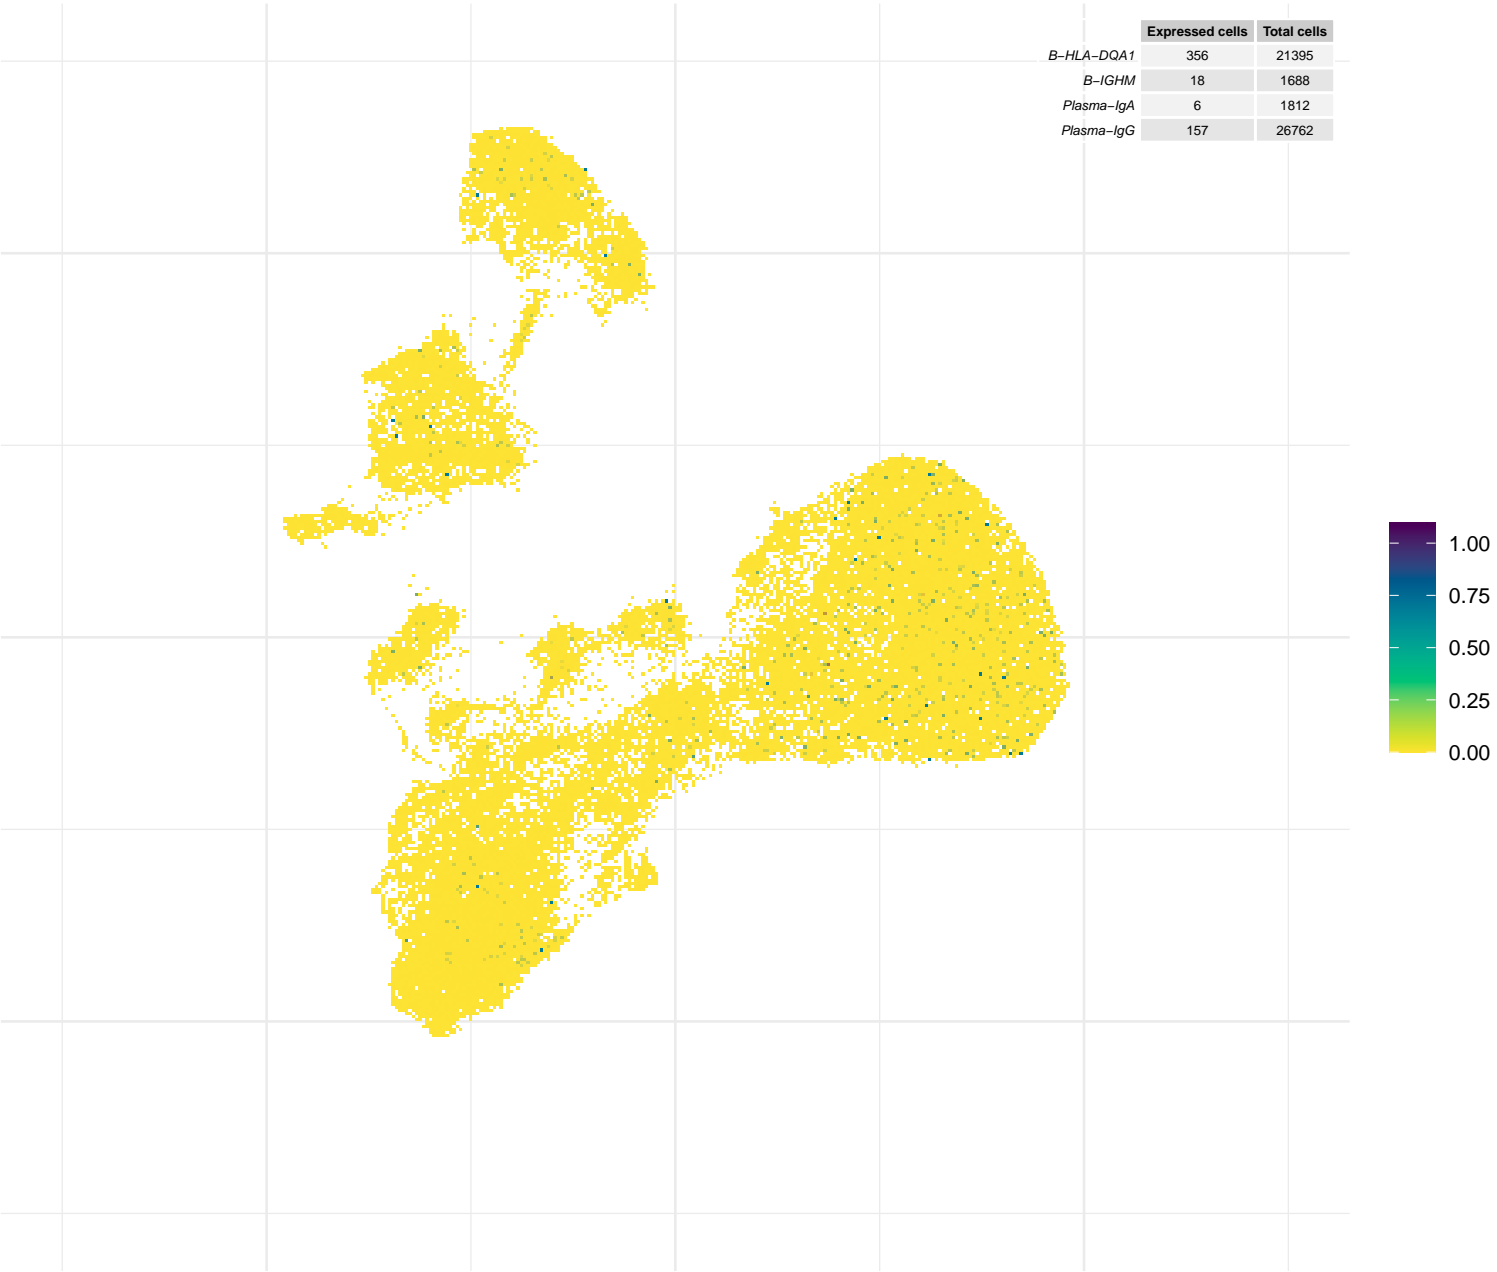 Expressed cells Total cells
B−HLA−DQA1 356 21395
B−IGHM 18 1688
Plasma−IgA 6 1812
Plasma−IgG 157 26762
1.00
0.75
0.50
0.25
0.00